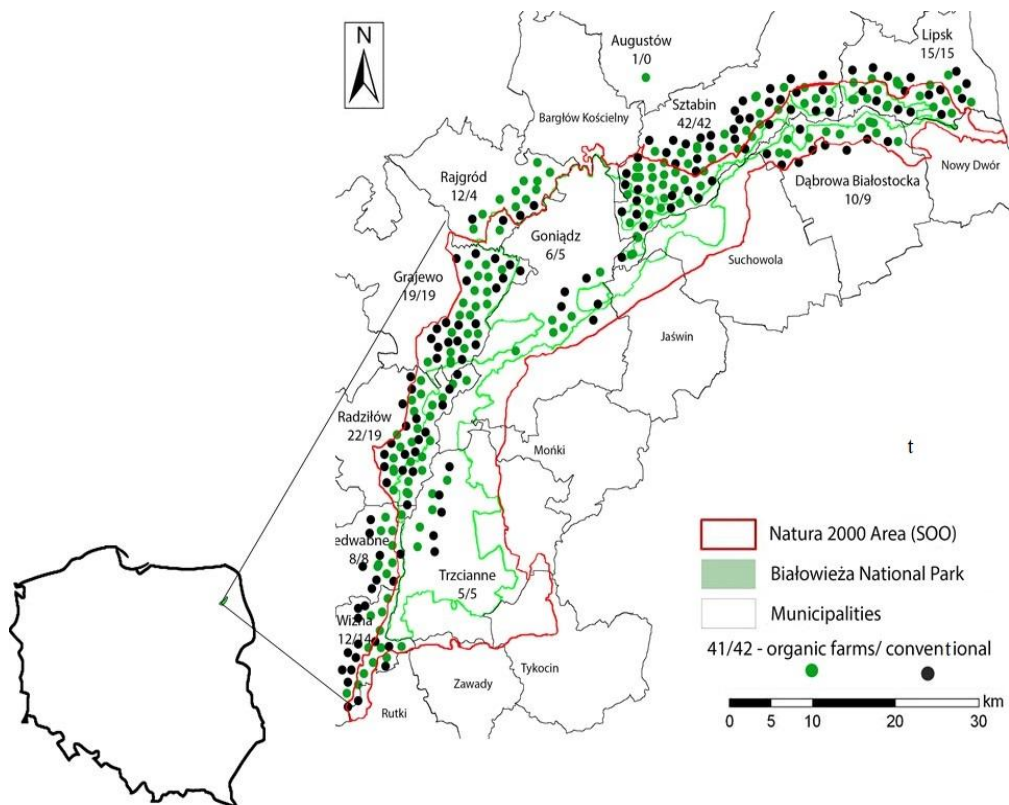 N
Augustów
1/0
Lipsk
15/15
Sztabin
42/42
Bargłów Kościelny
Rajgród
12/4
Nowy Dwór
Dąbrowa Białostocka
10/9
Goniądz
6/5
Suchowola
Grajewo
19/19
Jaświn
Radziłów
22/19
Mońki
t
edwabne
8/8
Trzcianne
5/5
Wizna
12/14
Tykocin
Zawady
Rutki
Natura 2000 Area (SOO)
Białowieża National Park
Municipalities
41/42 - organic farms/ conventional
km
0 5 10 20 30